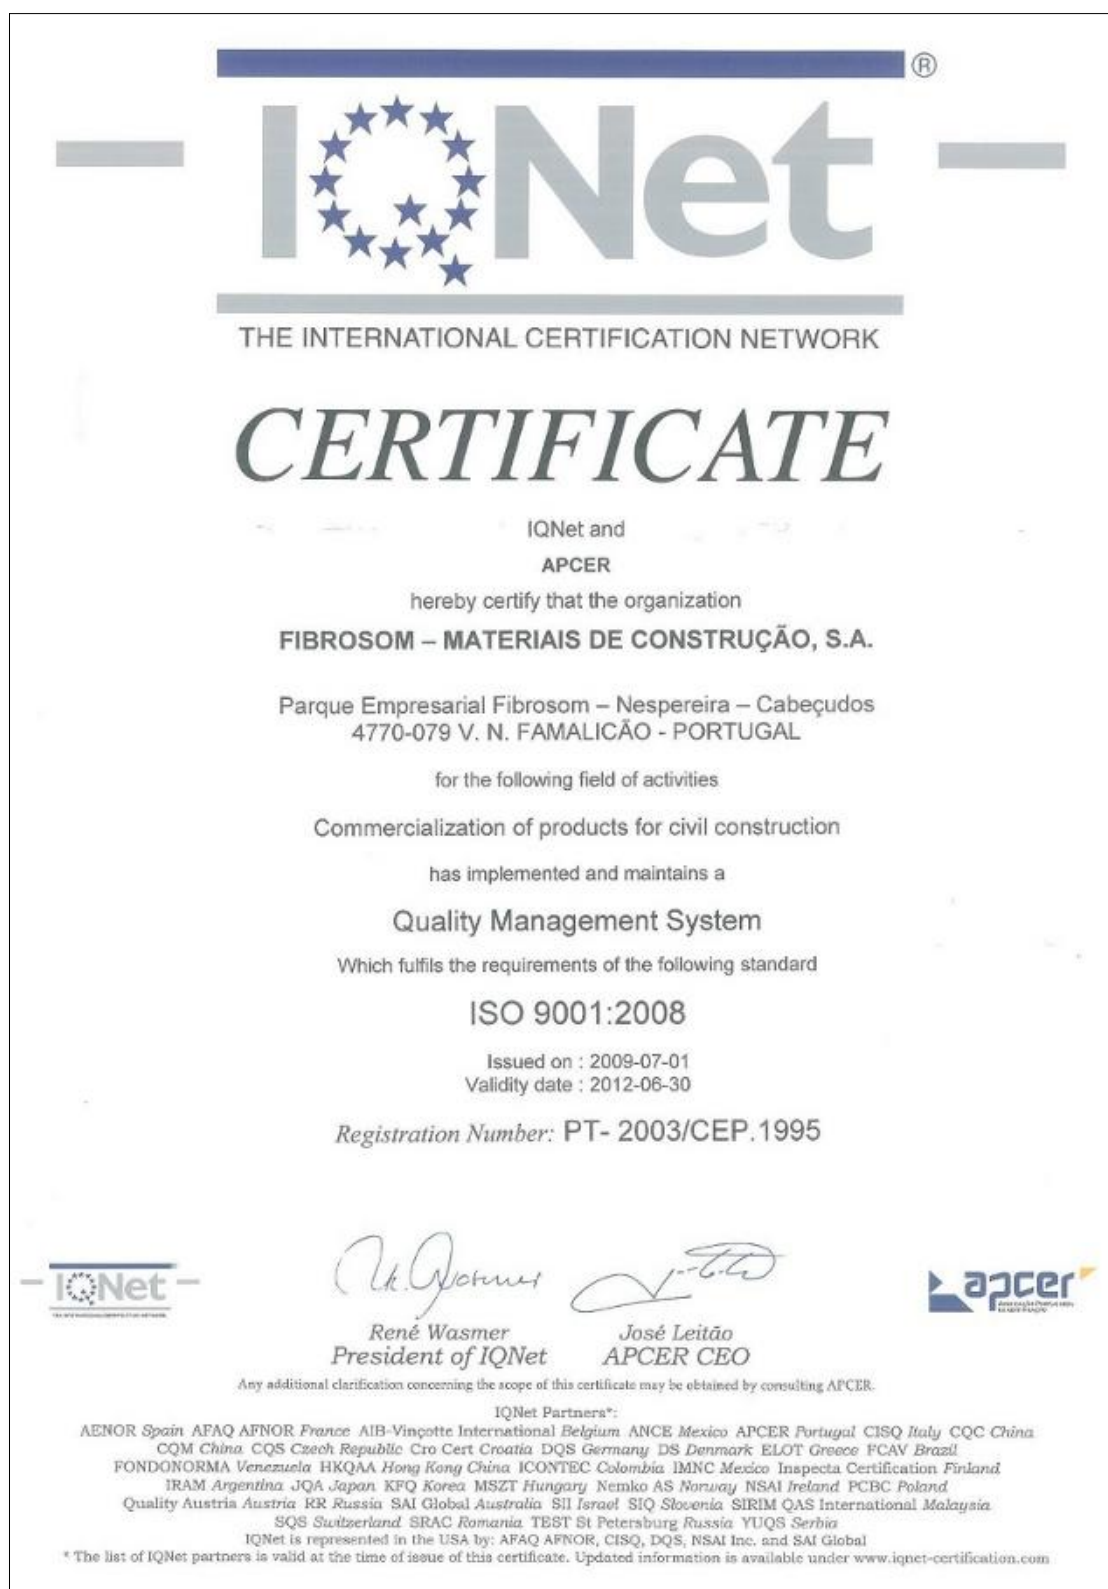 IQNet ®
THE INTERNATIONAL CERTIFICATION NETWORK
CERTIFICATE
IQNet and
APCER
hereby certify that the organization
FIBROSOM – MATERIAIS DE CONSTRUÇÃO, S.A.
Parque Empresarial Fibrosom – Nespereira – Cabeçudos
4770-079 V. N. FAMALICÃO - PORTUGAL
for the following field of activities
Commercialization of products for civil construction
has implemented and maintains a
Quality Management System
Which fulfils the requirements of the following standard
ISO 9001:2008
Issued on : 2009-07-01
Validity date : 2012-06-30
Registration Number: PT- 2003/CEP.1995
IQNet
apcer
René Wasmer
President of IQNet
José Leitão
APCER CEO
Any additional clarification concerning the scope of this certificate may be obtained by consulting APCER.
IQNet Partners*:
AENOR Spain AFAQ AFNOR France AIB-Vinçotte International Belgium ANCE Mexico APCER Portugal CISQ Italy CQC China
CQM China CQS Czech Republic Cro Cert Croatia DQS Germany DS Denmark ELOT Greece FCAV Brazil
FONDONORMA Venezuela HKQAA Hong Kong China ICONTEC Colombia IMNC Mexico Inspecta Certification Finland
IRAM Argentina JQA Japan KFQ Korea MSZT Hungary Nemko AS Norway NSAI Ireland PCBC Poland
Quality Austria Austria RR Russia SAI Global Australia SII Israel SIQ Slovenia SIRIM QAS International Malaysia
SQS Switzerland SRAC Romania TEST St Petersburg Russia YUQS Serbia
IQNet is represented in the USA by: AFAQ AFNOR, CISQ, DQS, NSAI Inc. and SAI Global
* The list of IQNet partners is valid at the time of issue of this certificate. Updated information is available under www.iqnet-certification.com